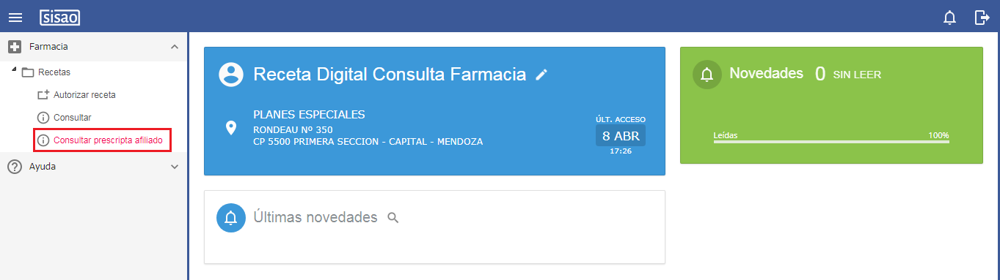 sisao
Farmacia
Recetas
Autorizar receta
Consultar
Consultar prescripta afiliado
Ayuda
Receta Digital Consulta Farmacia
PLANES ESPECIALES
RONDEAU Nº 350
CP 5500 PRIMERA SECCION - CAPITAL - MENDOZA
ÚLT. ACCESO
8 ABR
17:26
Novedades 0 SIN LEER
Leídas 100%
Últimas novedades